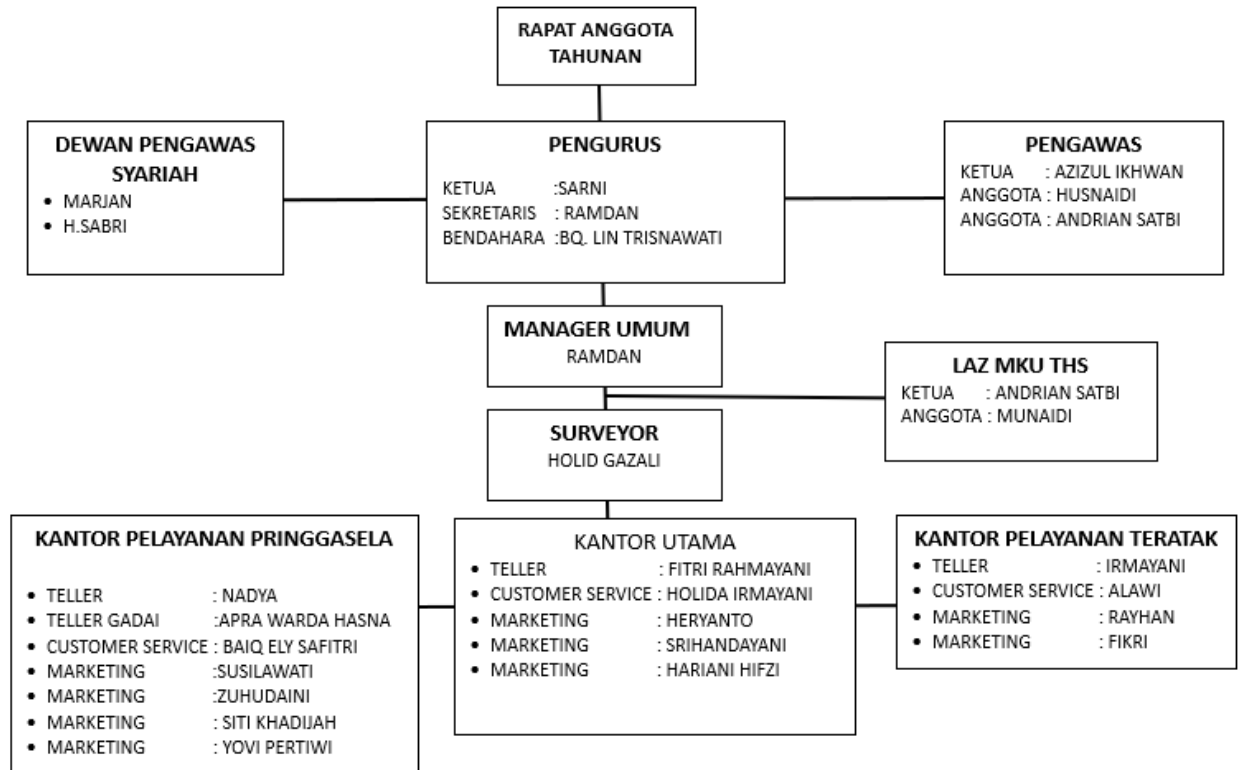 RAPAT ANGGOTA
TAHUNAN
DEWAN PENGAWAS
SYARIAH
• MARJAN
• H.SABRI
PENGURUS
KETUA :SARNI
SEKRETARIS : RAMDAN
BENDAHARA :BQ. LIN TRISNAWATI
PENGAWAS
KETUA : AZIZUL IKHWAN
ANGGOTA : HUSNAIDI
ANGGOTA : ANDRIAN SATBI
MANAGER UMUM
RAMDAN
LAZ MKU THS
KETUA : ANDRIAN SATBI
ANGGOTA : MUNAIDI
SURVEYOR
HOLID GAZALI
KANTOR PELAYANAN PRINGGASELA
• TELLER : NADYA
• TELLER GADAI :APRA WARDA HASNA
• CUSTOMER SERVICE : BAIQ ELY SAFITRI
• MARKETING :SUSILAWATI
• MARKETING :ZUHUDAINI
• MARKETING : SITI KHADIJAH
• MARKETING : YOVI PERTIWI
KANTOR UTAMA
• TELLER : FITRI RAHMAYANI
• CUSTOMER SERVICE : HOLIDA IRMAYANI
• MARKETING : HERYANTO
• MARKETING : SRIHANDAYANI
• MARKETING : HARIANI HIFZI
KANTOR PELAYANAN TERATAK
• TELLER : IRMAYANI
• CUSTOMER SERVICE : ALAWI
• MARKETING : RAYHAN
• MARKETING : FIKRI